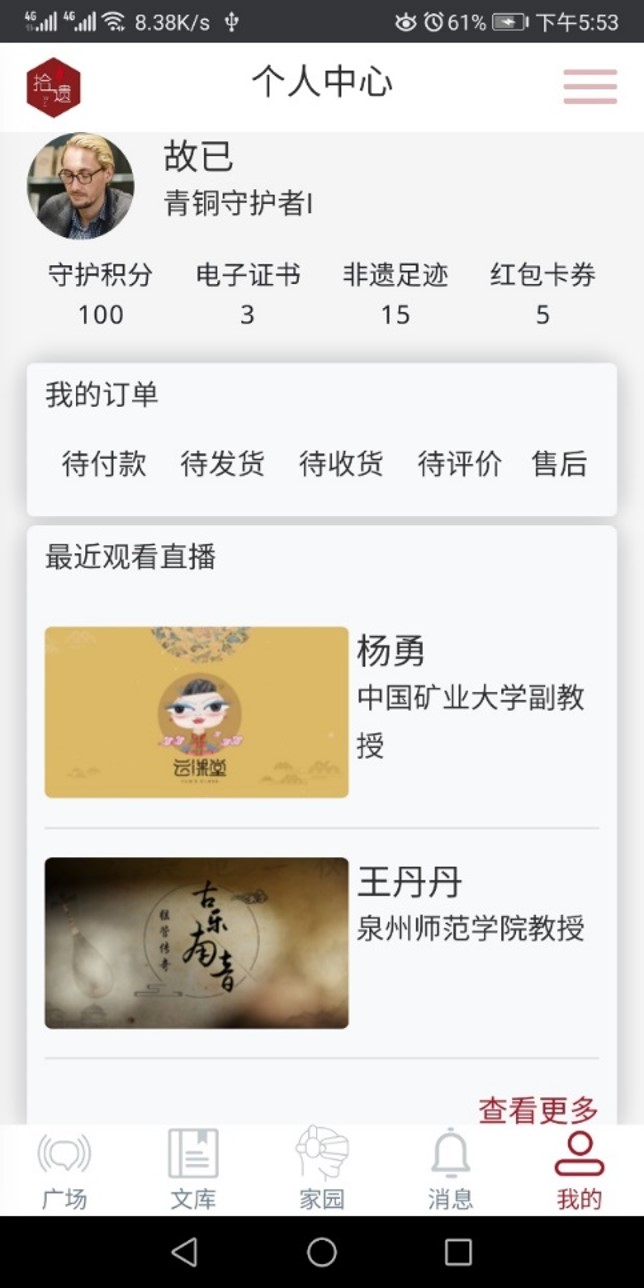 4G 4G 8.38K/s 61% 下午5:53
拾遗
个人中心
故已
青铜守护者I
守护积分 电子证书 非遗足迹 红包卡券
100 3 15 5
我的订单
待付款 待发货 待收货 待评价 售后
最近观看直播
杨勇
中国矿业大学副教
授
云课堂
王丹丹
泉州师范学院教授
古乐南音
弦管传奇
查看更多
广场 文库 家园 消息 我的